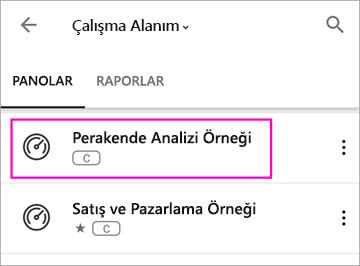 Çalışma Alanım
PANOLAR RAPORLAR
Perakende Analizi Örneği
C
Satış ve Pazarlama Örneği
C